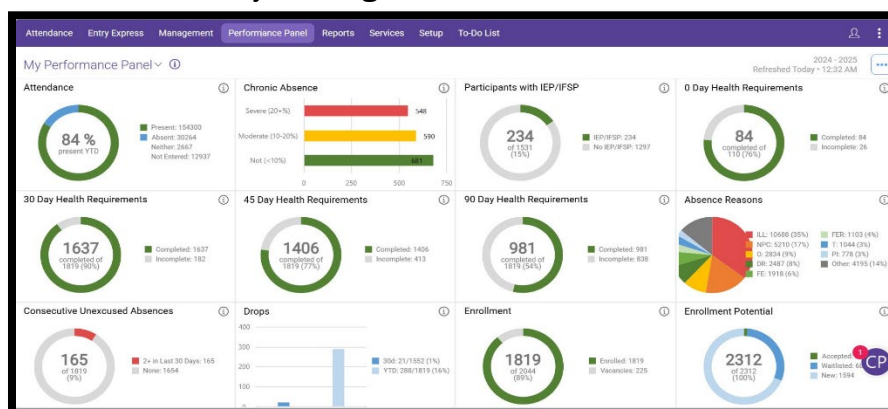 Attendance Entry Express Management Performance Panel Reports Services Setup To-Do List
My Performance Panel
2024 - 2025
Refreshed Today • 12:32 AM
Attendance
84 %
present YTD
Present: 154300
Absent: 30264
Neither: 2667
Not Entered: 12937
Chronic Absence
Severe (20+%)
548
Moderate (10-20%)
590
Not (<10%)
681
0 250 500 750
Participants with IEP/IFSP
234
of 1531
(15%)
IEP/IFSP: 234
No IEP/IFSP: 1297
0 Day Health Requirements
84
completed of
110 (76%)
Completed: 84
Incomplete: 26
30 Day Health Requirements
1637
completed of
1819 (90%)
Completed: 1637
Incomplete: 182
45 Day Health Requirements
1406
completed of
1819 (77%)
Completed: 1406
Incomplete: 413
90 Day Health Requirements
981
completed of
1819 (54%)
Completed: 981
Incomplete: 838
Absence Reasons
ILL: 10688 (35%)
NPC: 5210 (17%)
O: 2834 (9%)
DR: 2487 (8%)
FE: 1918 (6%)
FER: 1103 (4%)
T: 1044 (3%)
PI: 778 (3%)
Other: 4195 (14%)
Consecutive Unexcused Absences
165
of 1819
(9%)
2+ in Last 30 Days: 165
None: 1654
Drops
400
300
200
100
30d: 21/1552 (1%)
YTD: 288/1819 (16%)
Enrollment
1819
of 2044
(89%)
Enrolled: 1819
Vacancies: 225
Enrollment Potential
2312
of 2312
(100%)
Accepted
Waitlisted:
New: 1594
1
CP